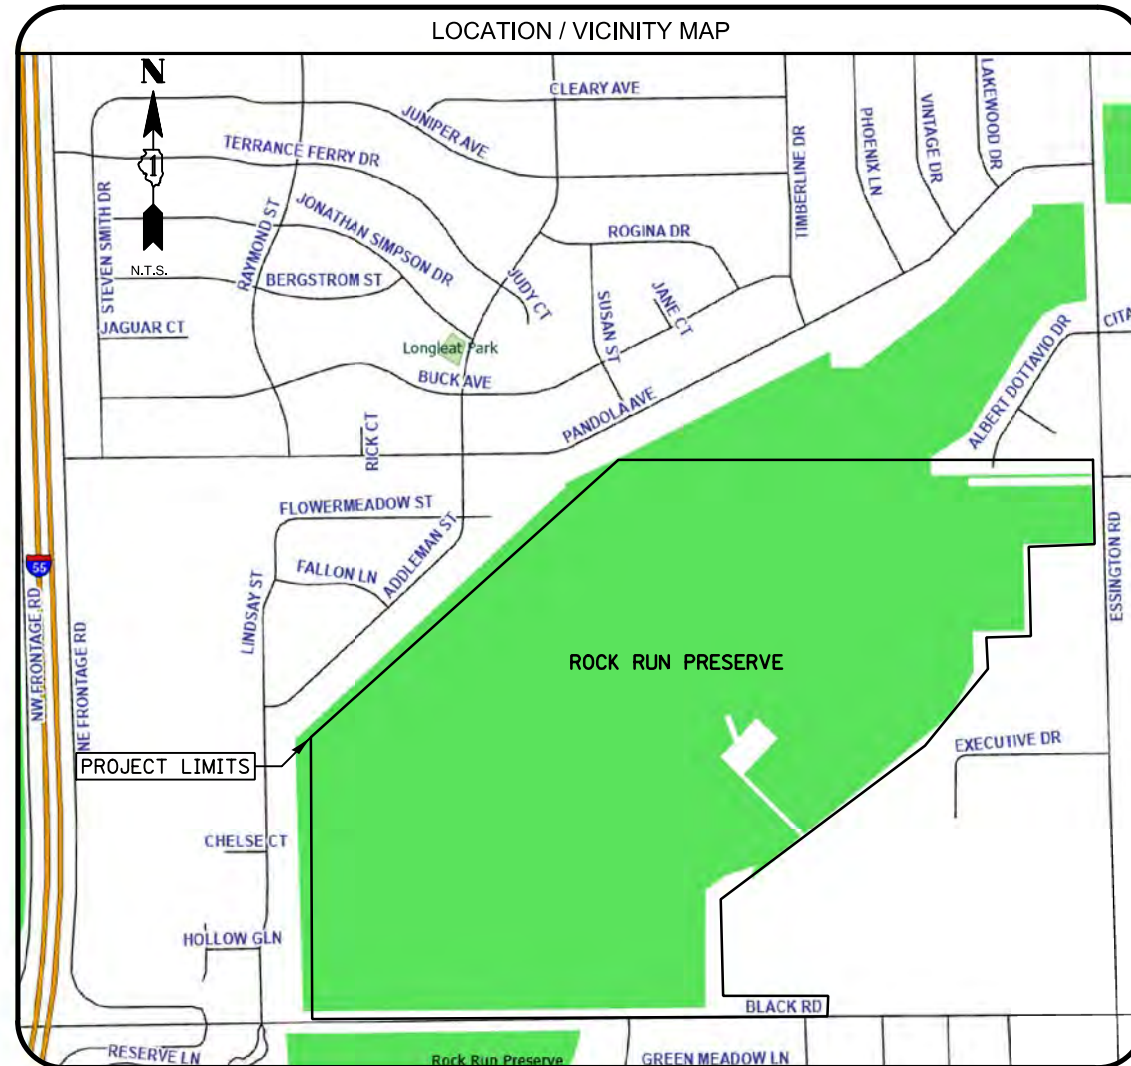 LOCATION / VICINITY MAP
N
1
N.T.S.
CLEARY AVE
JUNIPER AVE
TERRANCE FERRY DR
JONATHAN SIMPSON DR
STEVEN SMITH DR
RAYMOND ST
BERGSTROM ST
JAGUAR CT
JUDY CT
ROGINA DR
SUSAN ST
JANE CT
TIMBERLINE DR
PHOENIX LN
VINTAGE DR
LAKEWOOD DR
Longleat Park
BUCK AVE
PANDOLA AVE
ALBERT DOTTAVIO DR
CITA
RICK CT
FLOWERMEADOW ST
FALLON LN
ADDLEMAN ST
LINDSAY ST
55
NW FRONTAGE RD
NE FRONTAGE RD
ESSINGTON RD
ROCK RUN PRESERVE
PROJECT LIMITS
EXECUTIVE DR
CHELSE CT
HOLLOW GLN
BLACK RD
RESERVE LN
Rock Run Preserve
GREEN MEADOW LN